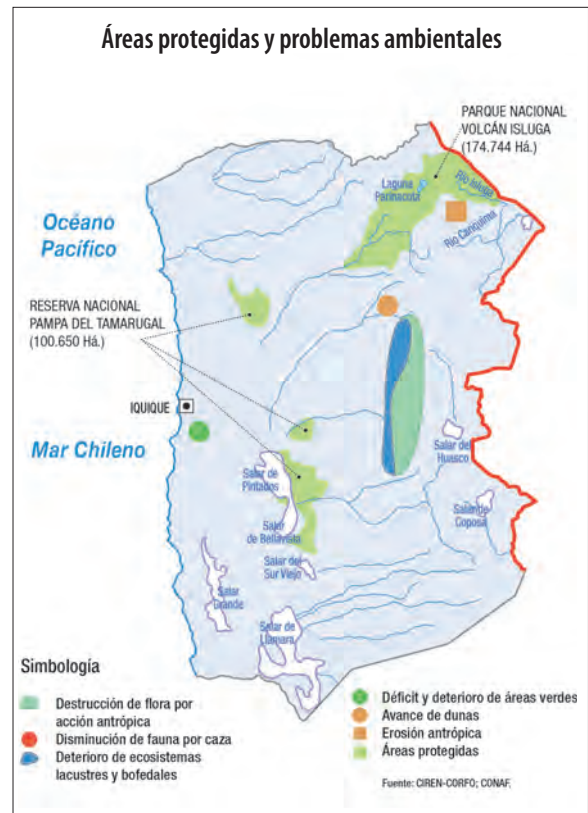 Áreas protegidas y problemas ambientales
PARQUE NACIONAL
VOLCÁN ISLUGA
(174.744 Há.)
Laguna
Parinacota
Río Isluga
Río Cariquima
Océano
Pacífico
RESERVA NACIONAL
PAMPA DEL TAMARUGAL
(100.650 Há.)
IQUIQUE
Mar Chileno
Salar del
Huasco
Salar de
Pintados
Salar de
Coposa
Salar
de Bellavista
Salar del
Sur Viejo
Salar
Grande
Salar de
Llamara
Simbología
Destrucción de flora por
acción antrópica
Disminución de fauna por caza
Deterioro de ecosistemas
lacustres y bofedales
Déficit y deterioro de áreas verdes
Avance de dunas
Erosión antrópica
Áreas protegidas
Fuente: CIREN-CORFO; CONAF.